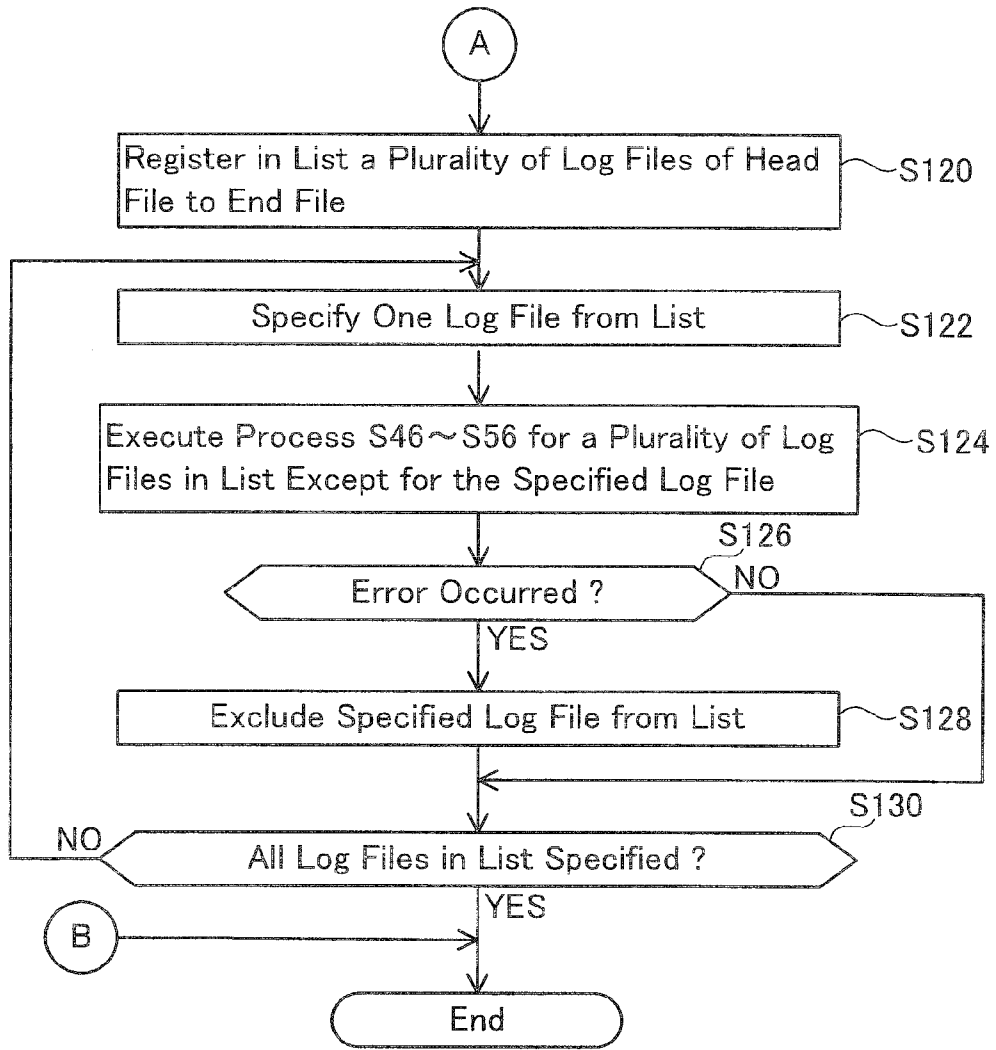 A
Register in List a Plurality of Log Files of Head
File to End File
S120
Specify One Log File from List
S122
Execute Process S46~S56 for a Plurality of Log
Files in List Except for the Specified Log File
S124
S126
Error Occurred ?
NO
YES
Exclude Specified Log File from List
S128
S130
NO
All Log Files in List Specified ?
YES
B
End